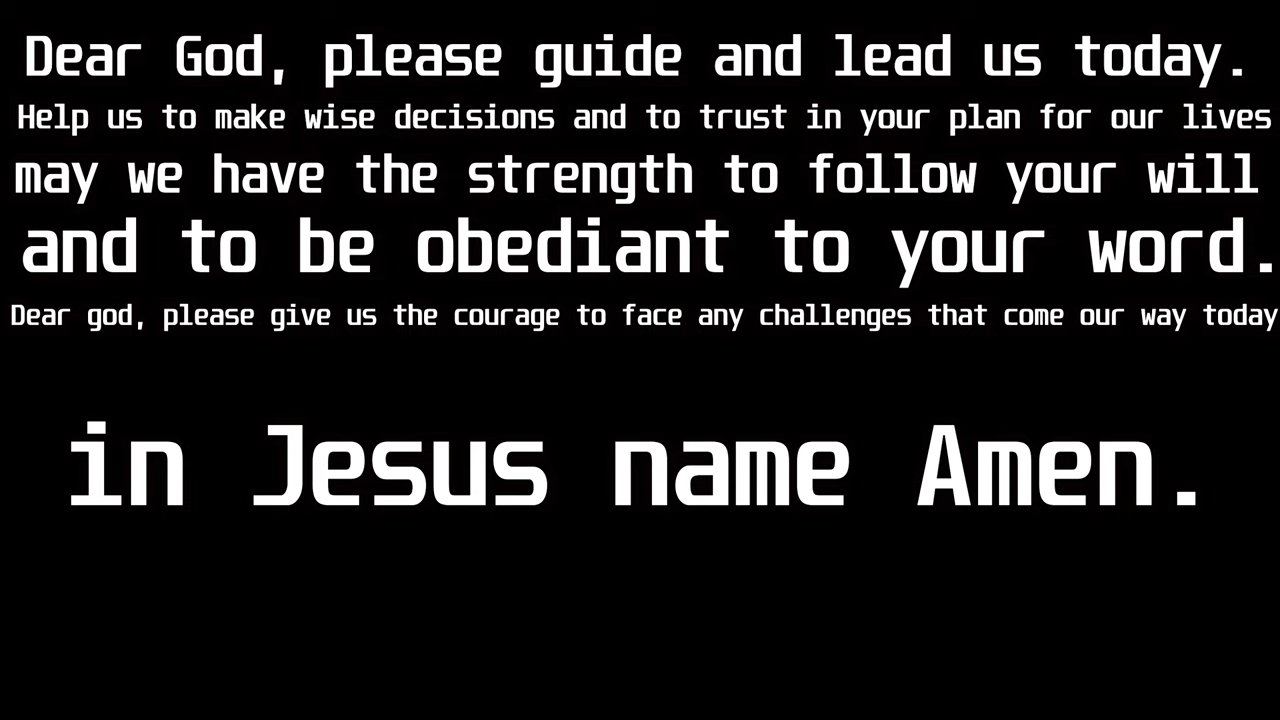 Dear God, please guide and lead us today.
Help us to make wise decisions and to trust in your plan for our lives
may we have the strength to follow your will
and to be obediant to your word.
Dear god, please give us the courage to face any challenges that come our way today
in Jesus name Amen.